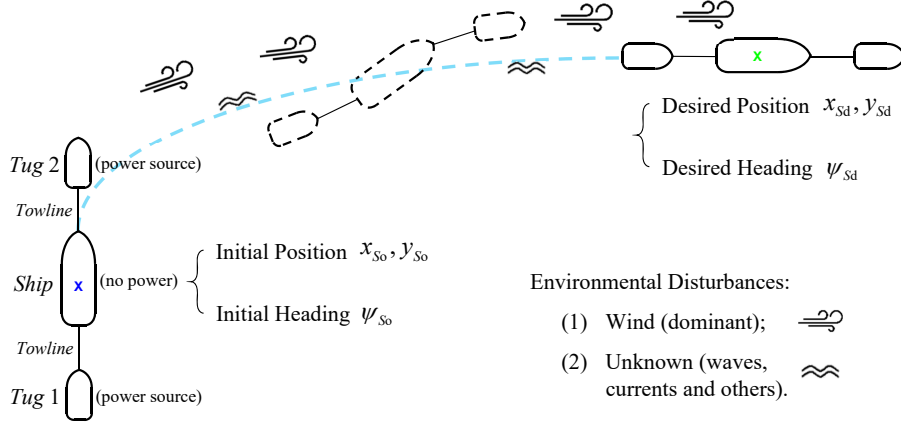 x
Desired Position x_Sd, y_Sd
Desired Heading ψ_Sd
Tug 2 (power source)
Towline
Initial Position x_So, y_So
Ship x (no power)
Initial Heading ψ_So
Environmental Disturbances:
(1) Wind (dominant);
Towline
(2) Unknown (waves,
currents and others).
Tug 1 (power source)